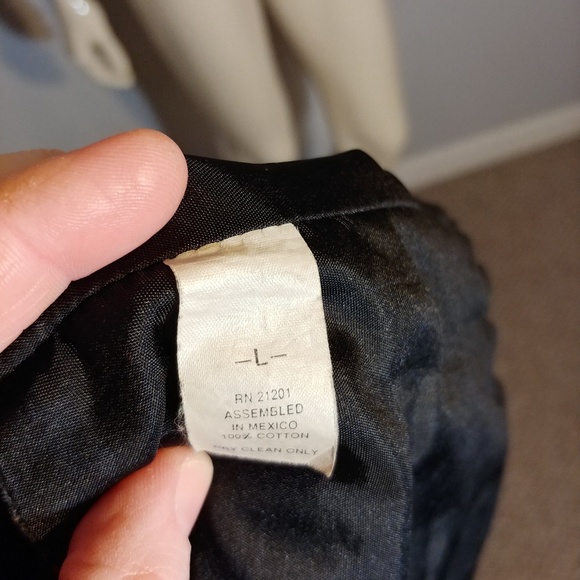 -L-
RN 21201
ASSEMBLED
IN MEXICO
100% COTTON
DRY CLEAN ONLY